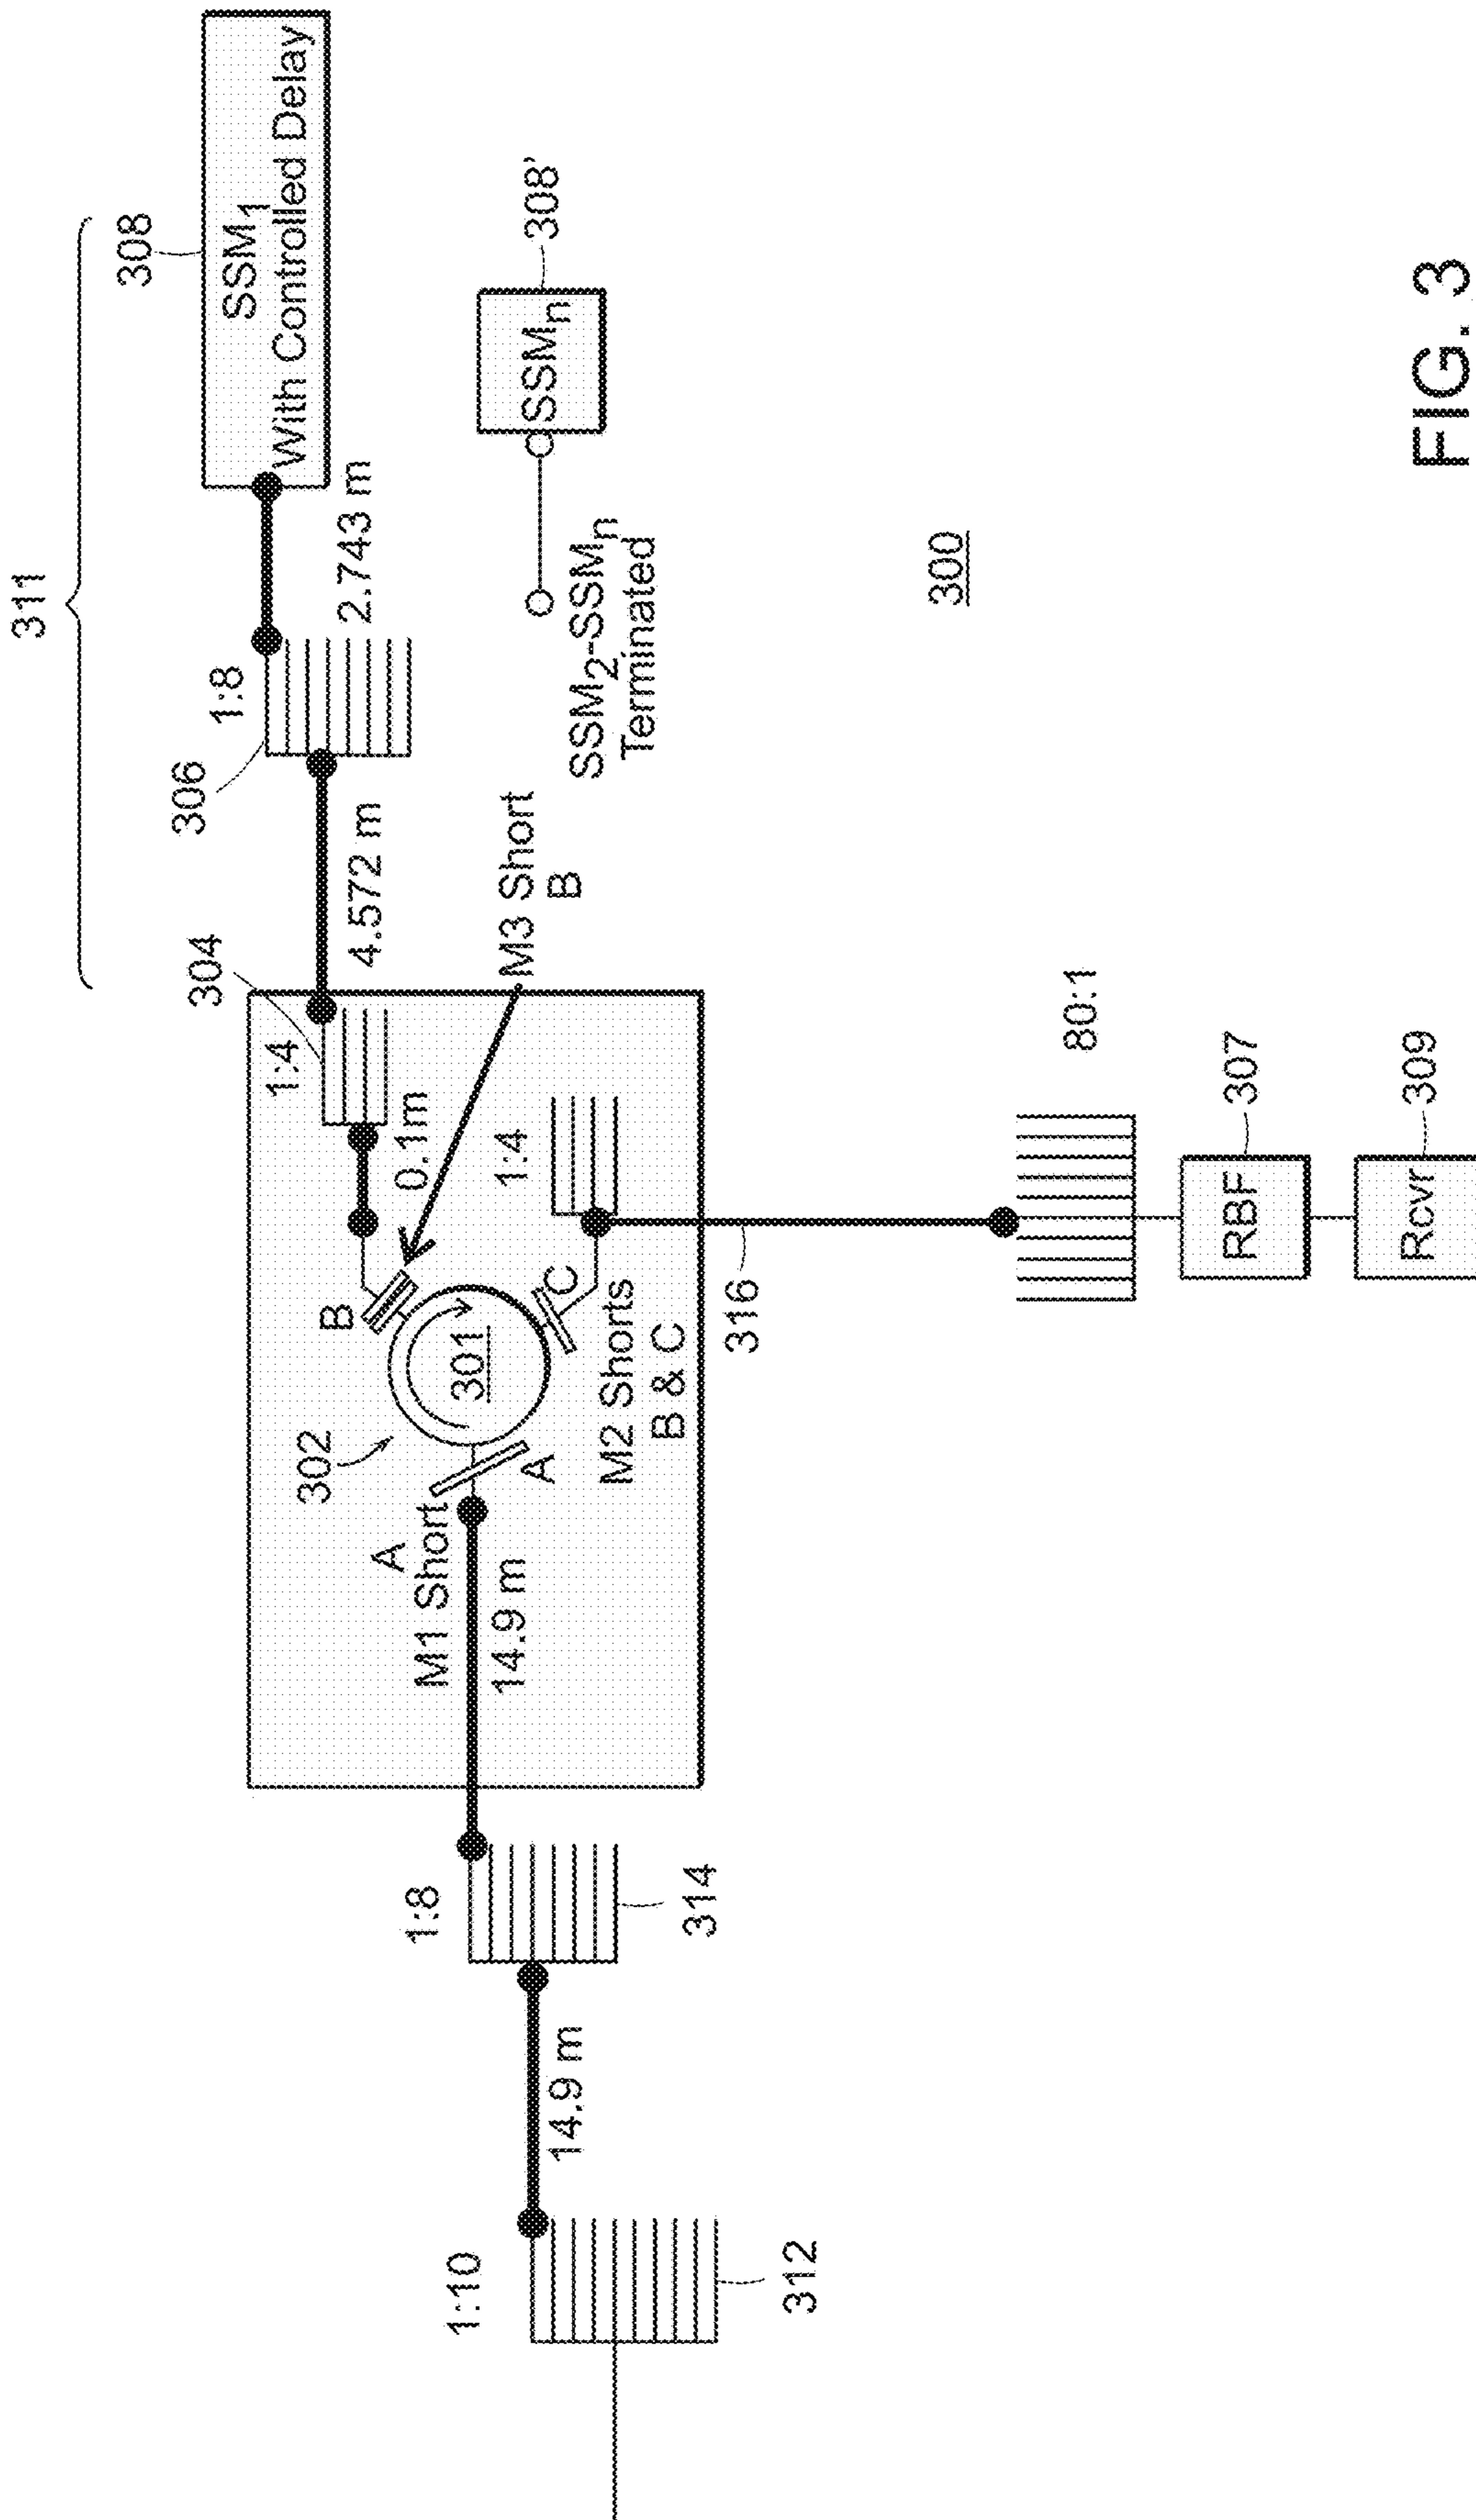 311
308
SSM1
With Controlled Delay
1:8
306
2.743 m
308'
SSMn
SSM2-SSMn
Terminated
304
4.572 m
M3 Short
B
1:4
0.1m
1:4
B
C
301
302
A
M2 Shorts
B & C
A
M1 Short
14.9 m
1:8
314
14.9 m
1:10
312
316
80:1
RBF
307
Rcvr
309
300
FIG. 3